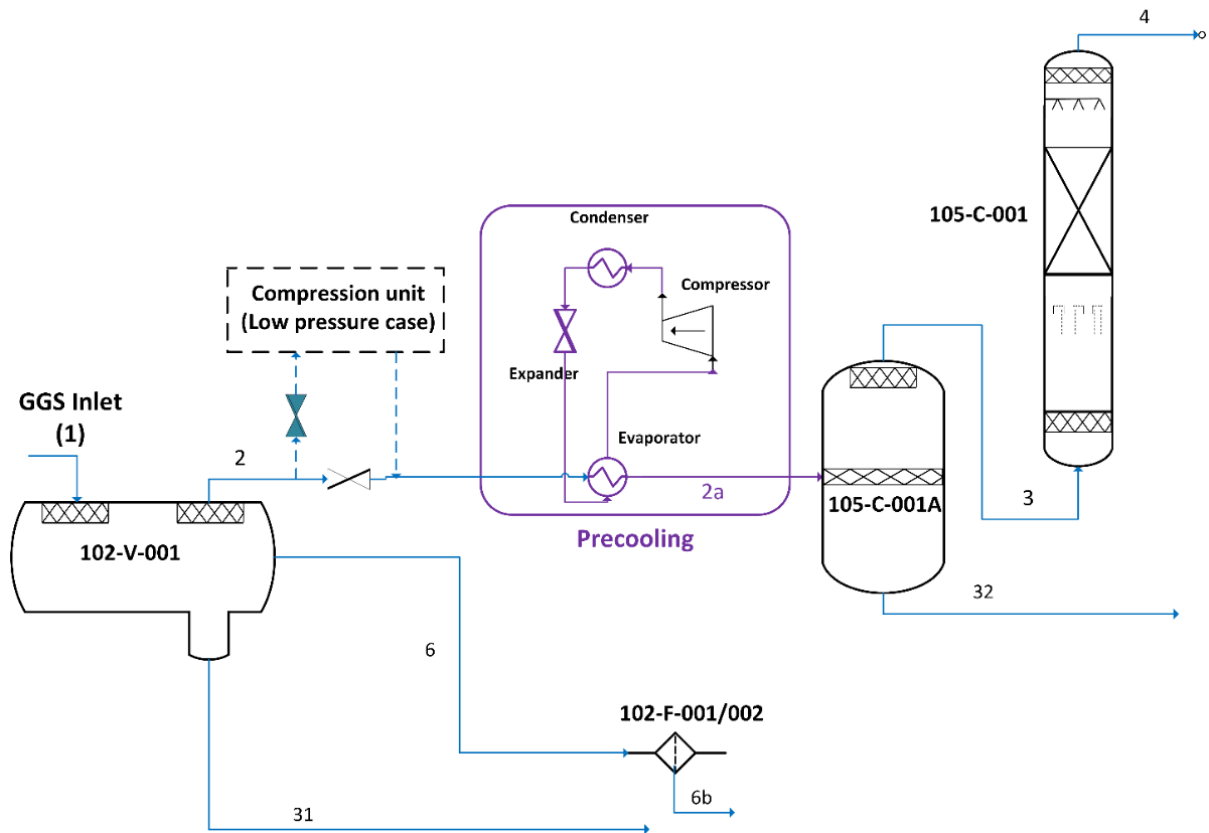 4
Condenser
105-C-001
Compression unit
(Low pressure case)
Compressor
Expander
GGS Inlet
(1)
Evaporator
2
2a
3
105-C-001A
Precooling
102-V-001
32
6
102-F-001/002
6b
31